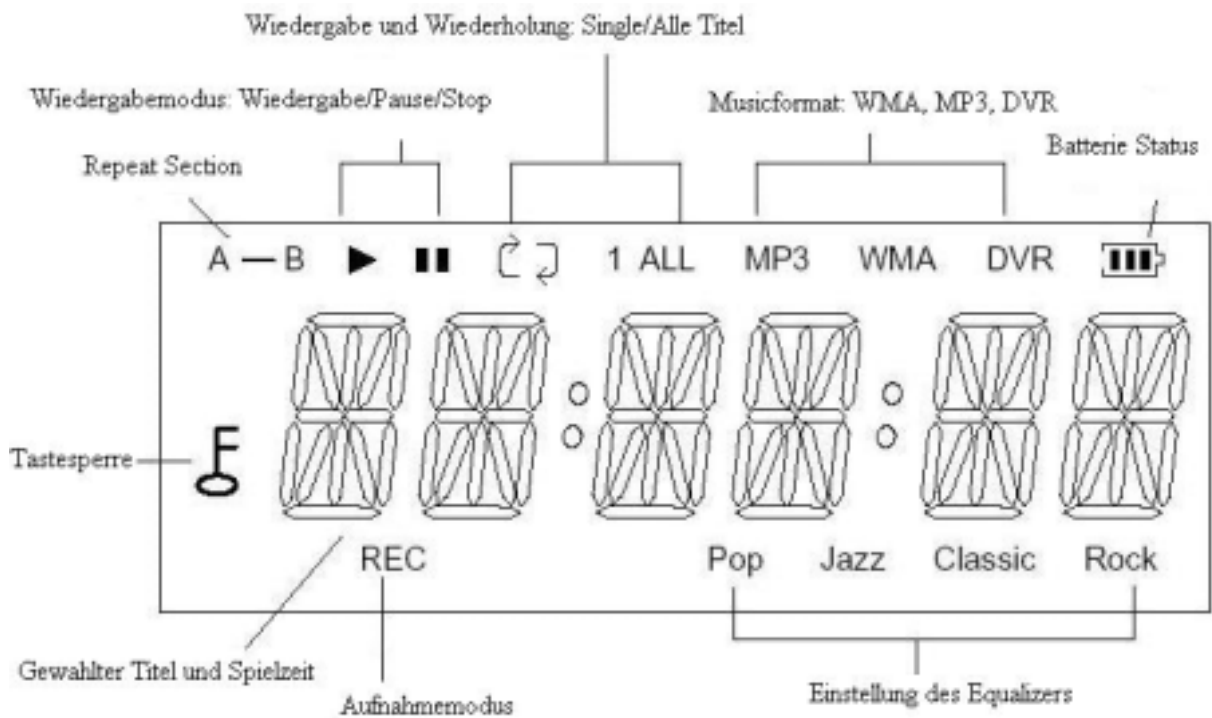 Wiedergabe und Wiederholung: Single/Alle Titel
Wiedergabemodus: Wiedergabe/Pause/Stop
Musicformat: WMA, MP3, DVR
Batterie Status
Repeat Section
A — B 1 ALL MP3 WMA DVR
Tastesperre
REC Pop Jazz Classic Rock
Gewahlter Titel und Spielzeit
Einstellung des Equalizers
Aufnahmemodus